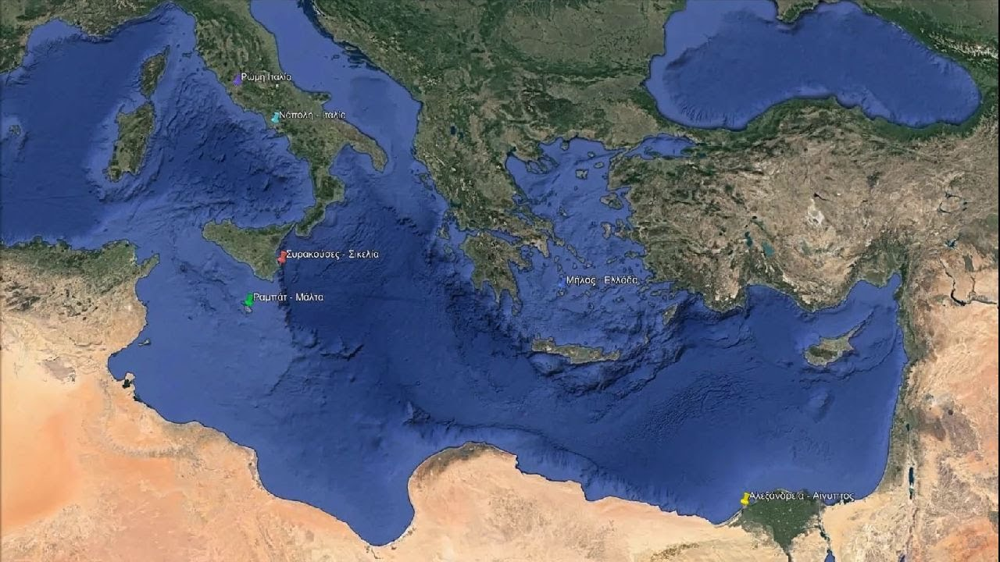 Ρώμη Ιταλία
Νάπολη - Ιταλία
Συρακούσες - Σικελία
Μήλος - Ελλάδα
Ραμπάτ - Μάλτα
Αλεξάνδρεια - Αίγυπτος